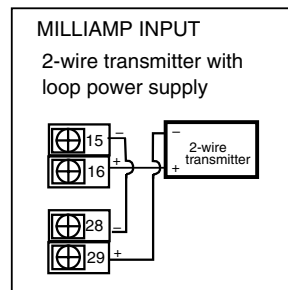 MILLIAMP INPUT
2-wire transmitter with
loop power supply
15 –
16 +
28 –
29 +
–
2-wire
transmitter
+